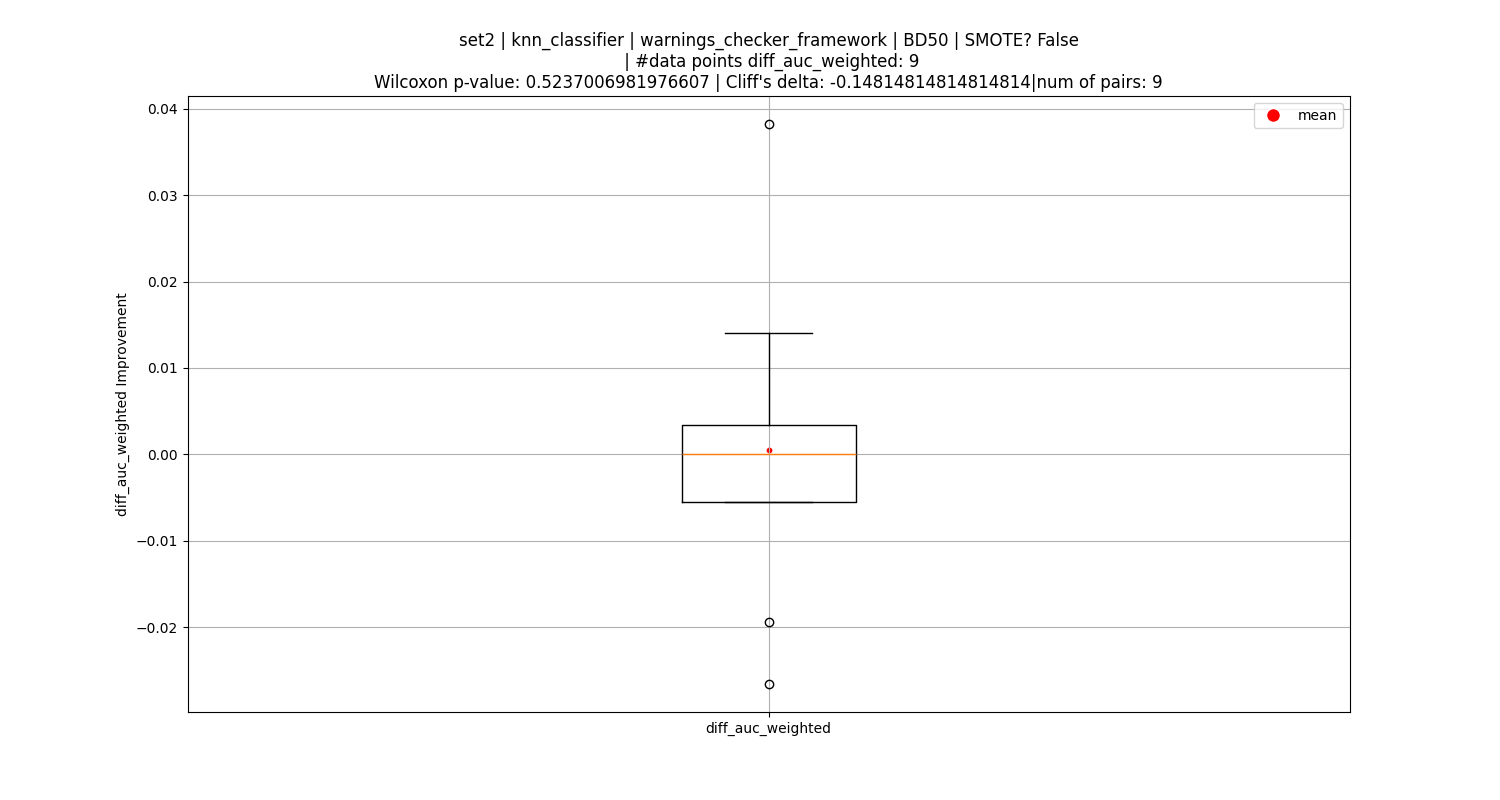 set2 | knn_classifier | warnings_checker_framework | BD50 | SMOTE? False
| #data points diff_auc_weighted: 9
Wilcoxon p-value: 0.5237006981976607 | Cliff's delta: -0.14814814814814814|num of pairs: 9
mean
0.04
0.03
0.02
0.01
0.00
−0.01
−0.02
diff_auc_weighted Improvement
diff_auc_weighted